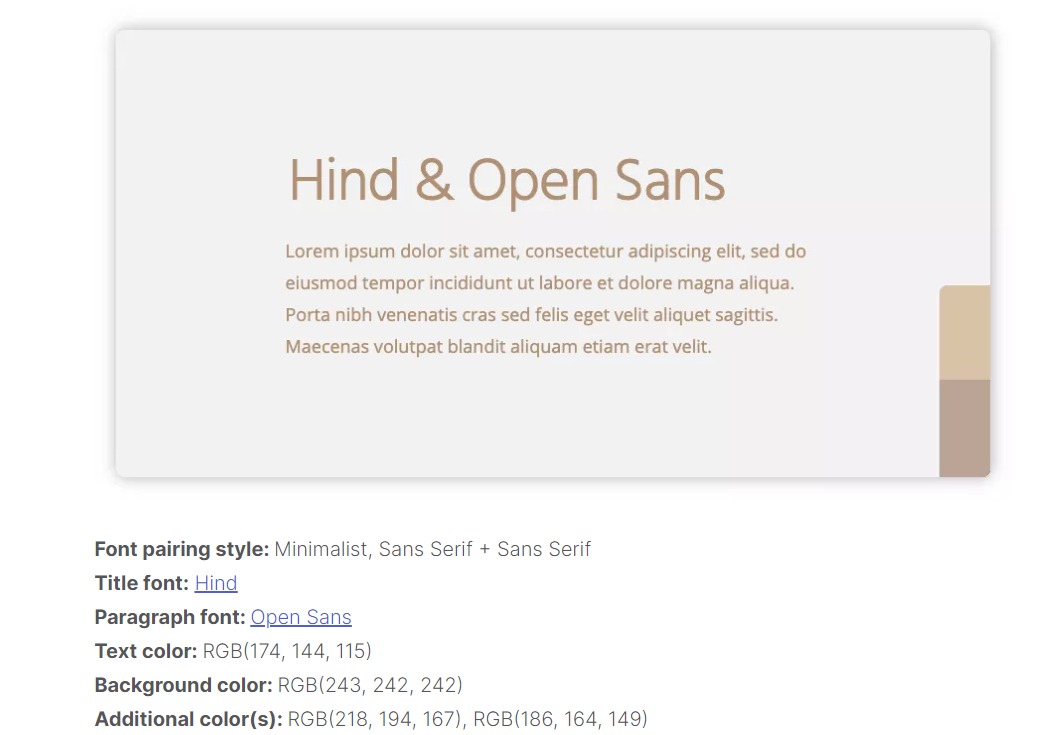 Hind & Open Sans
Lorem ipsum dolor sit amet, consectetur adipiscing elit, sed do
eiusmod tempor incididunt ut labore et dolore magna aliqua.
Porta nibh venenatis cras sed felis eget velit aliquet sagittis.
Maecenas volutpat blandit aliquam etiam erat velit.
Font pairing style: Minimalist, Sans Serif + Sans Serif
Title font: Hind
Paragraph font: Open Sans
Text color: RGB(174, 144, 115)
Background color: RGB(243, 242, 242)
Additional color(s): RGB(218, 194, 167), RGB(186, 164, 149)